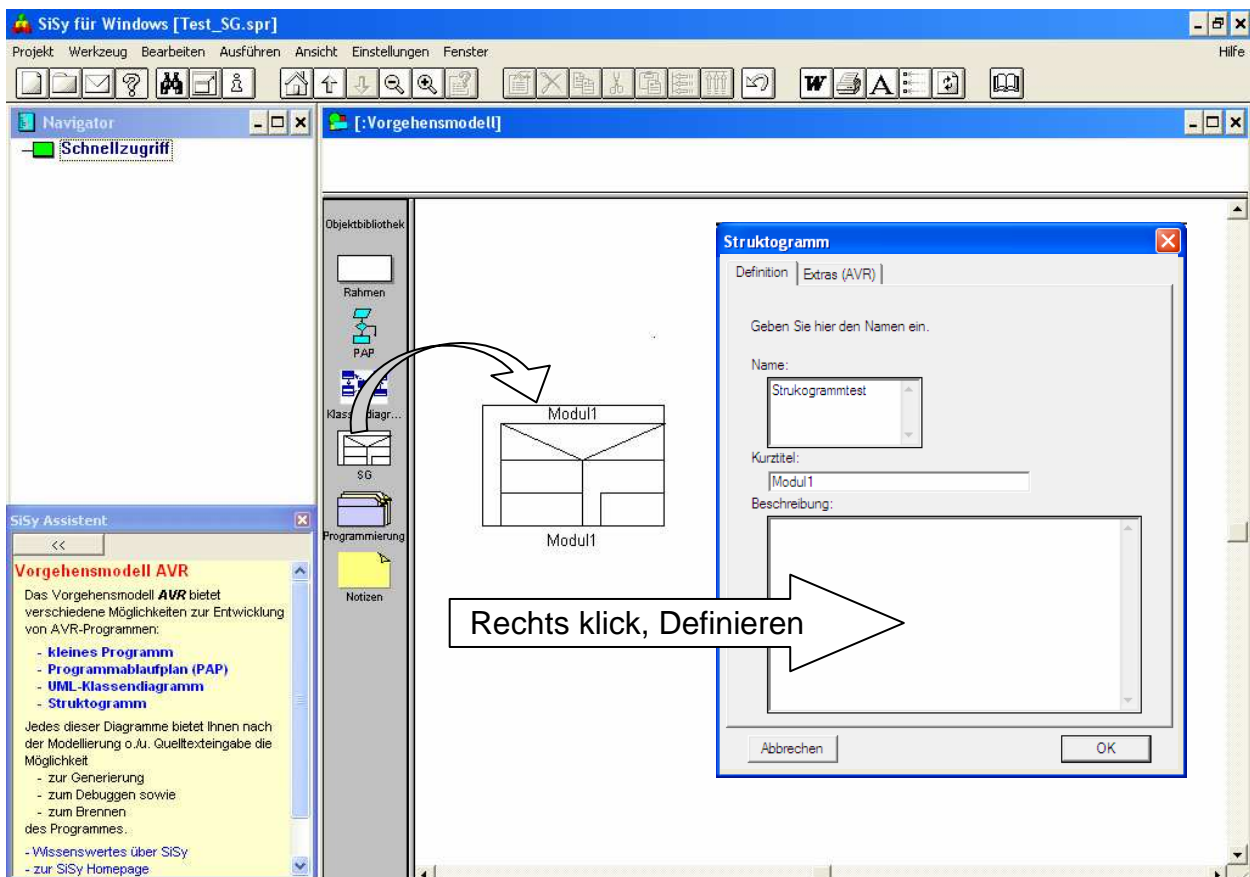 SiSy für Windows [Test_SG.spr]
Projekt Werkzeug Bearbeiten Ausführen Ansicht Einstellungen Fenster Hilfe
W A
Navigator
Schnellzugriff
[:Vorgehensmodell]
Objektbibliothek
Rahmen
PAP
Klassendiagr...
SG
Programmierung
Notizen
Modul1
Modul1
Rechts klick, Definieren
Struktogramm
Definition Extras (AVR)
Geben Sie hier den Namen ein.
Name:
Strukogrammtest
Kurztitel:
Modul1
Beschreibung:
Abbrechen OK
SiSy Assistent
<<
Vorgehensmodell AVR
Das Vorgehensmodell AVR bietet
verschiedene Möglichkeiten zur Entwicklung
von AVR-Programmen:
- kleines Programm
- Programmablaufplan (PAP)
- UML-Klassendiagramm
- Struktogramm
Jedes dieser Diagramme bietet Ihnen nach
der Modellierung o./u. Quelltexteingabe die
Möglichkeit
- zur Generierung
- zum Debuggen sowie
- zum Brennen
des Programmes.
- Wissenswertes über SiSy
- zur SiSy Homepage